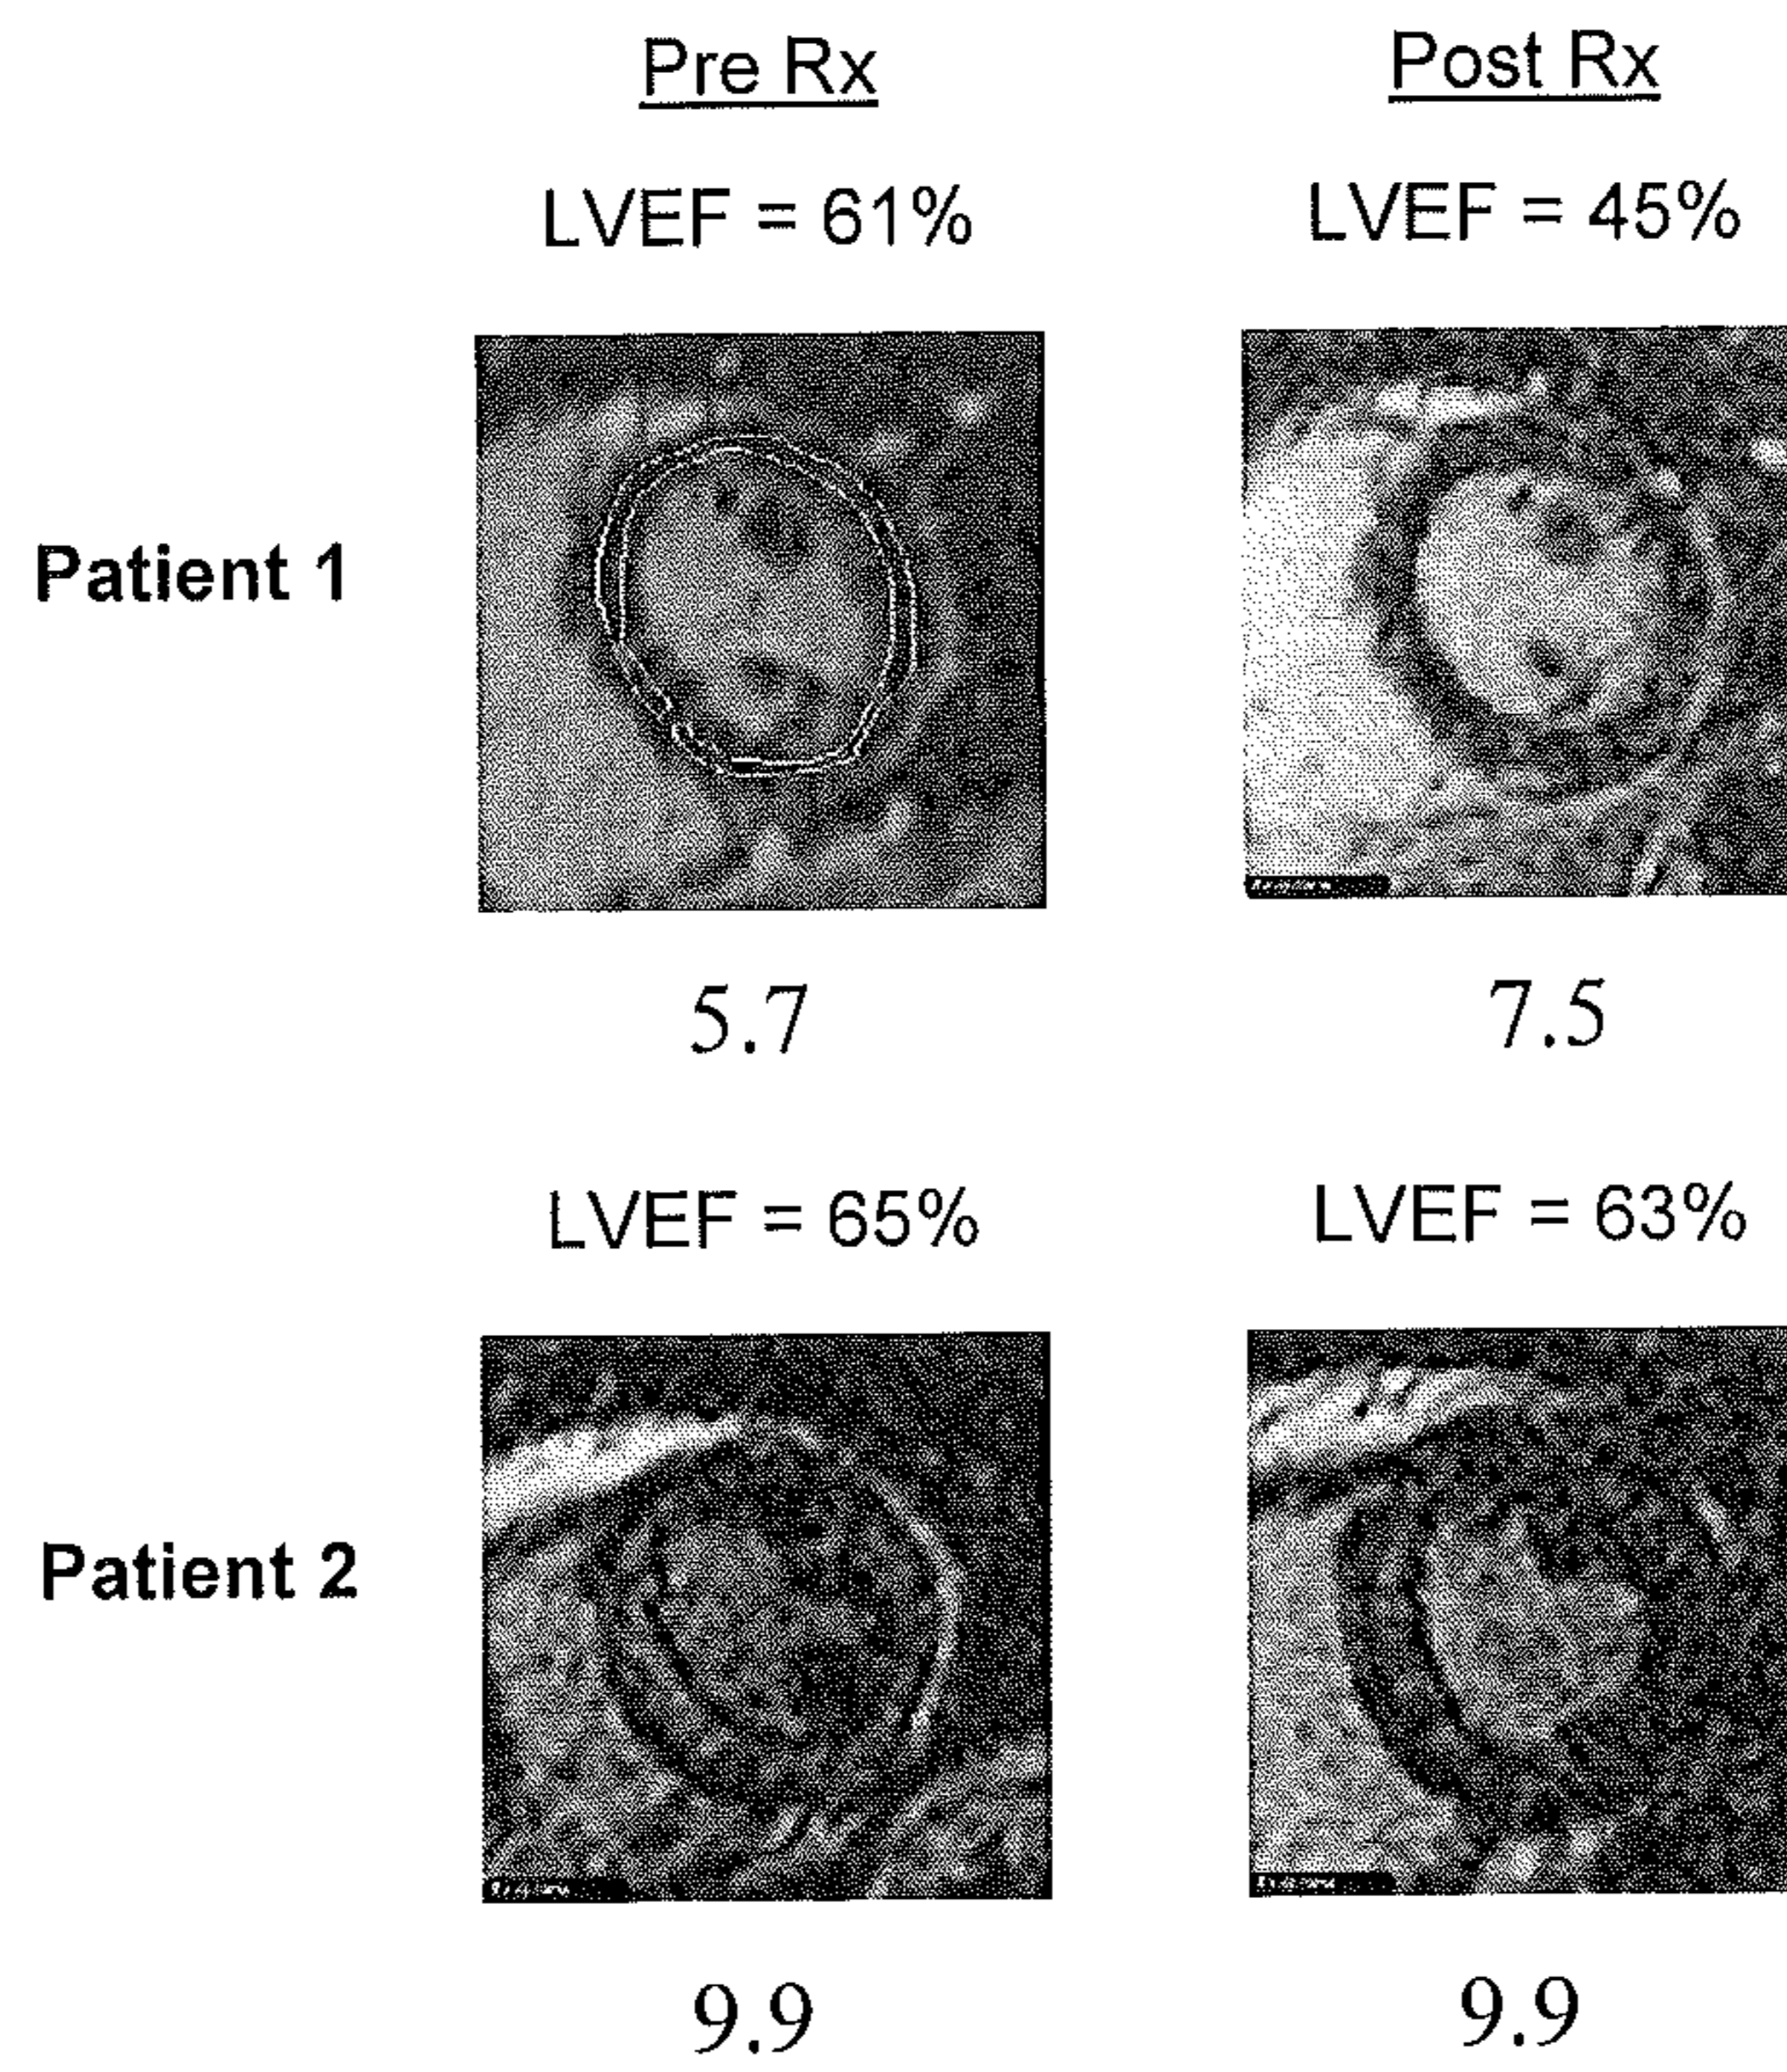 Pre Rx Post Rx
LVEF = 61% LVEF = 45%
Patient 1
5.7 7.5
LVEF = 65% LVEF = 63%
Patient 2
9.9 9.9